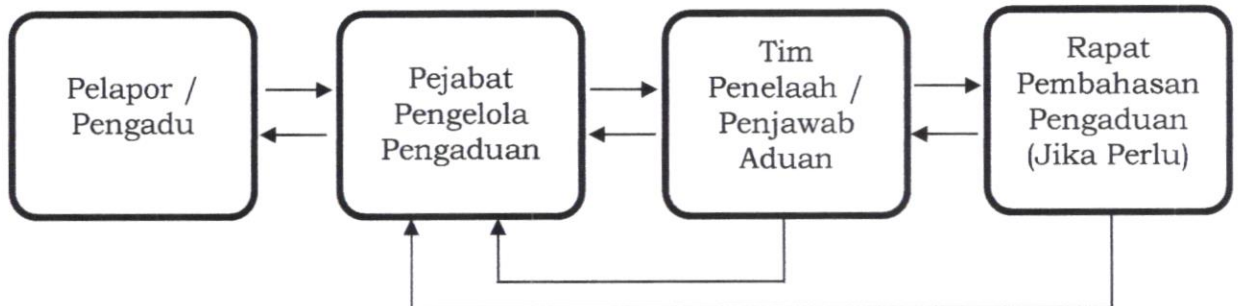 Pelapor /
Pengadu
Pejabat
Pengelola
Pengaduan
Tim
Penelaah /
Penjawab
Aduan
Rapat
Pembahasan
Pengaduan
(Jika Perlu)